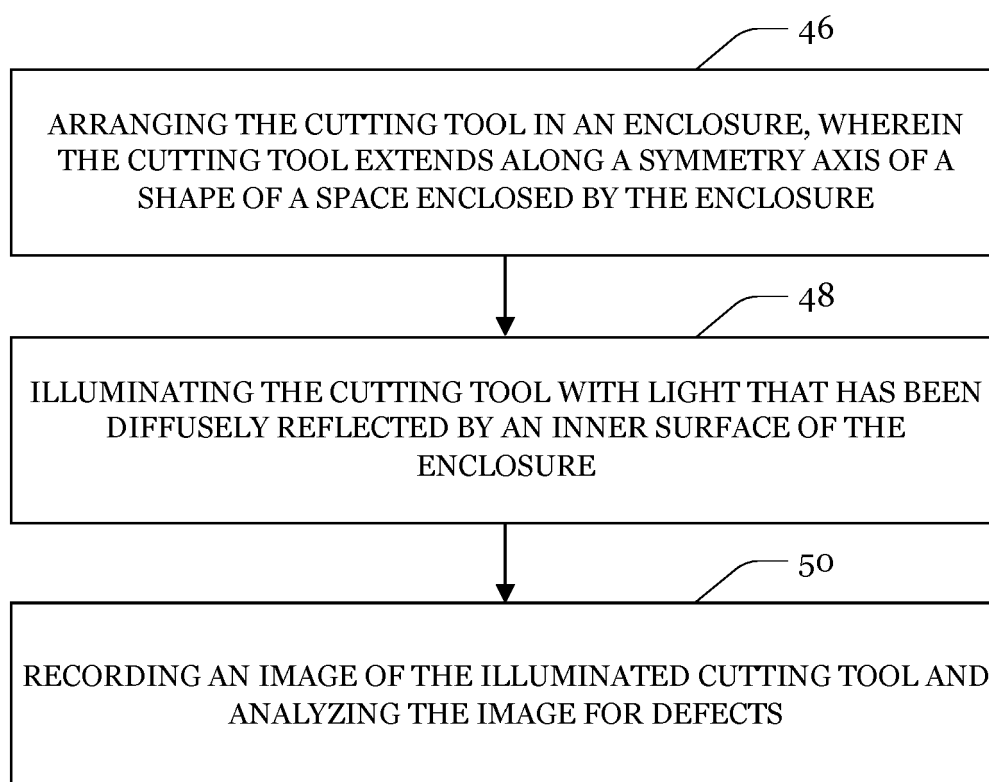 46
ARRANGING THE CUTTING TOOL IN AN ENCLOSURE, WHEREIN
THE CUTTING TOOL EXTENDS ALONG A SYMMETRY AXIS OF A
SHAPE OF A SPACE ENCLOSED BY THE ENCLOSURE
48
ILLUMINATING THE CUTTING TOOL WITH LIGHT THAT HAS BEEN
DIFFUSELY REFLECTED BY AN INNER SURFACE OF THE
ENCLOSURE
50
RECORDING AN IMAGE OF THE ILLUMINATED CUTTING TOOL AND
ANALYZING THE IMAGE FOR DEFECTS